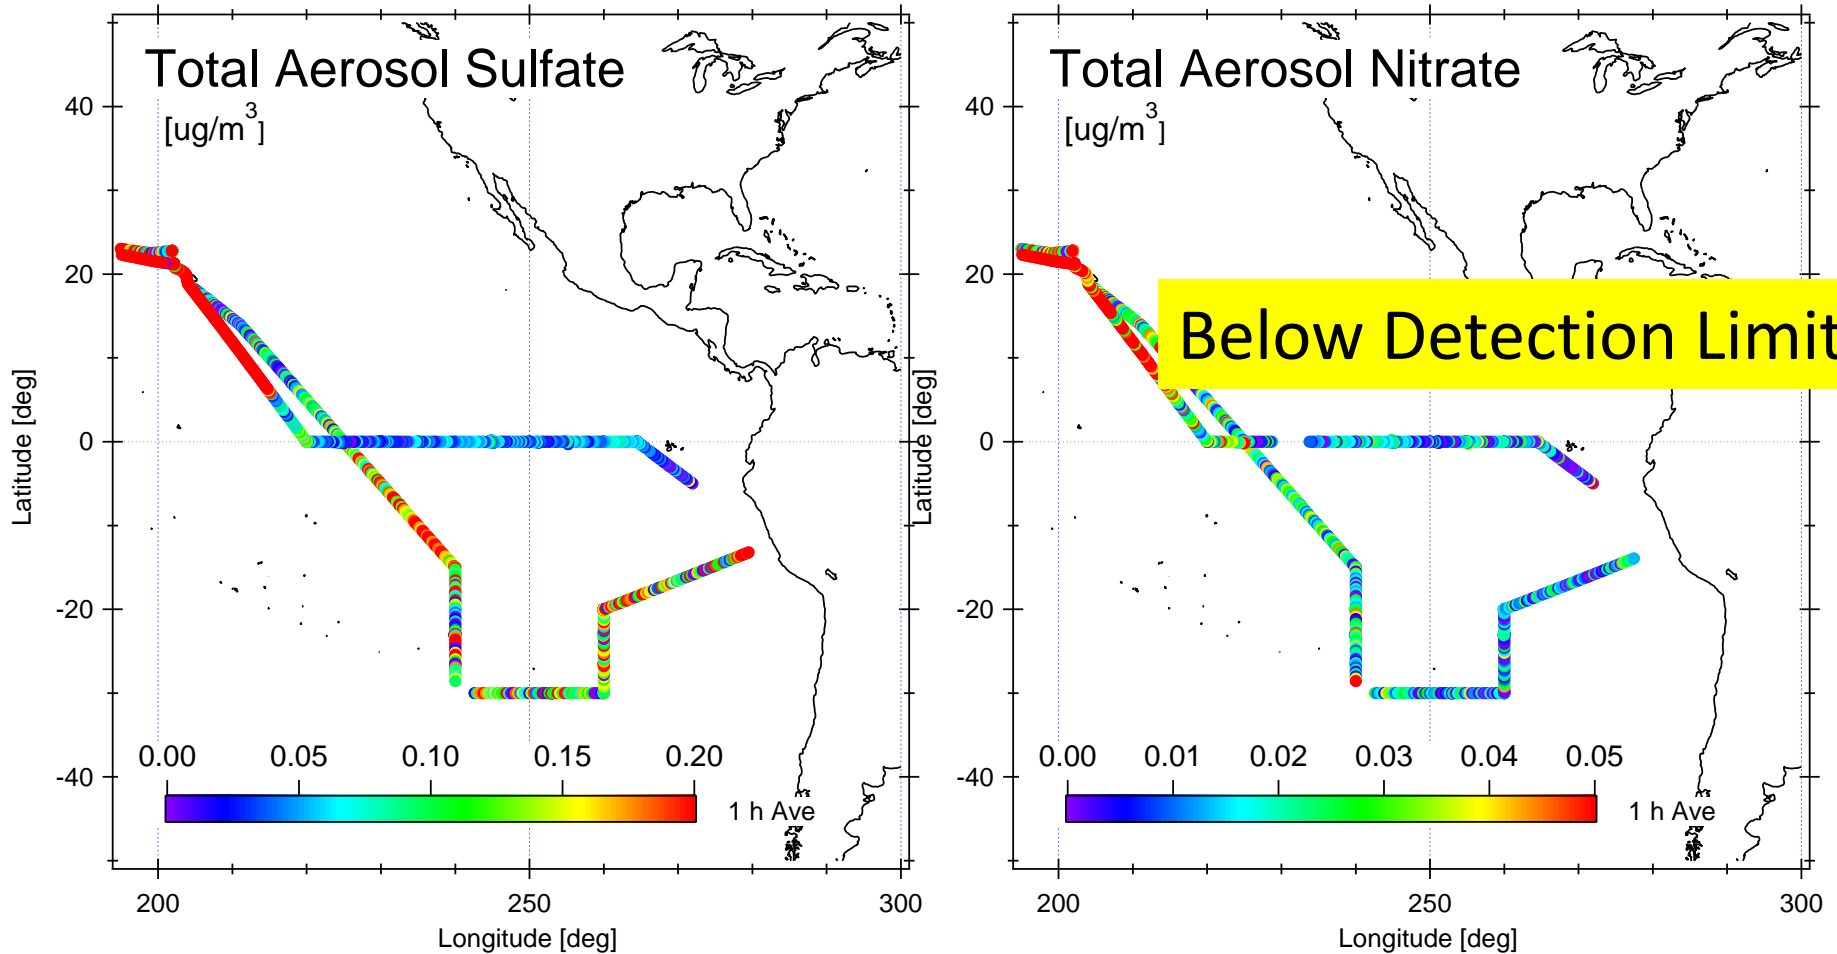 Total Aerosol Sulfate
[ug/m³]
40
20
0
-20
-40
Latitude [deg]
0.00 0.05 0.10 0.15 0.20
1 h Ave
200 250 300
Longitude [deg]
Total Aerosol Nitrate
[ug/m³]
Below Detection Limit
40
20
0
-20
-40
Latitude [deg]
0.00 0.01 0.02 0.03 0.04 0.05
1 h Ave
200 250 300
Longitude [deg]